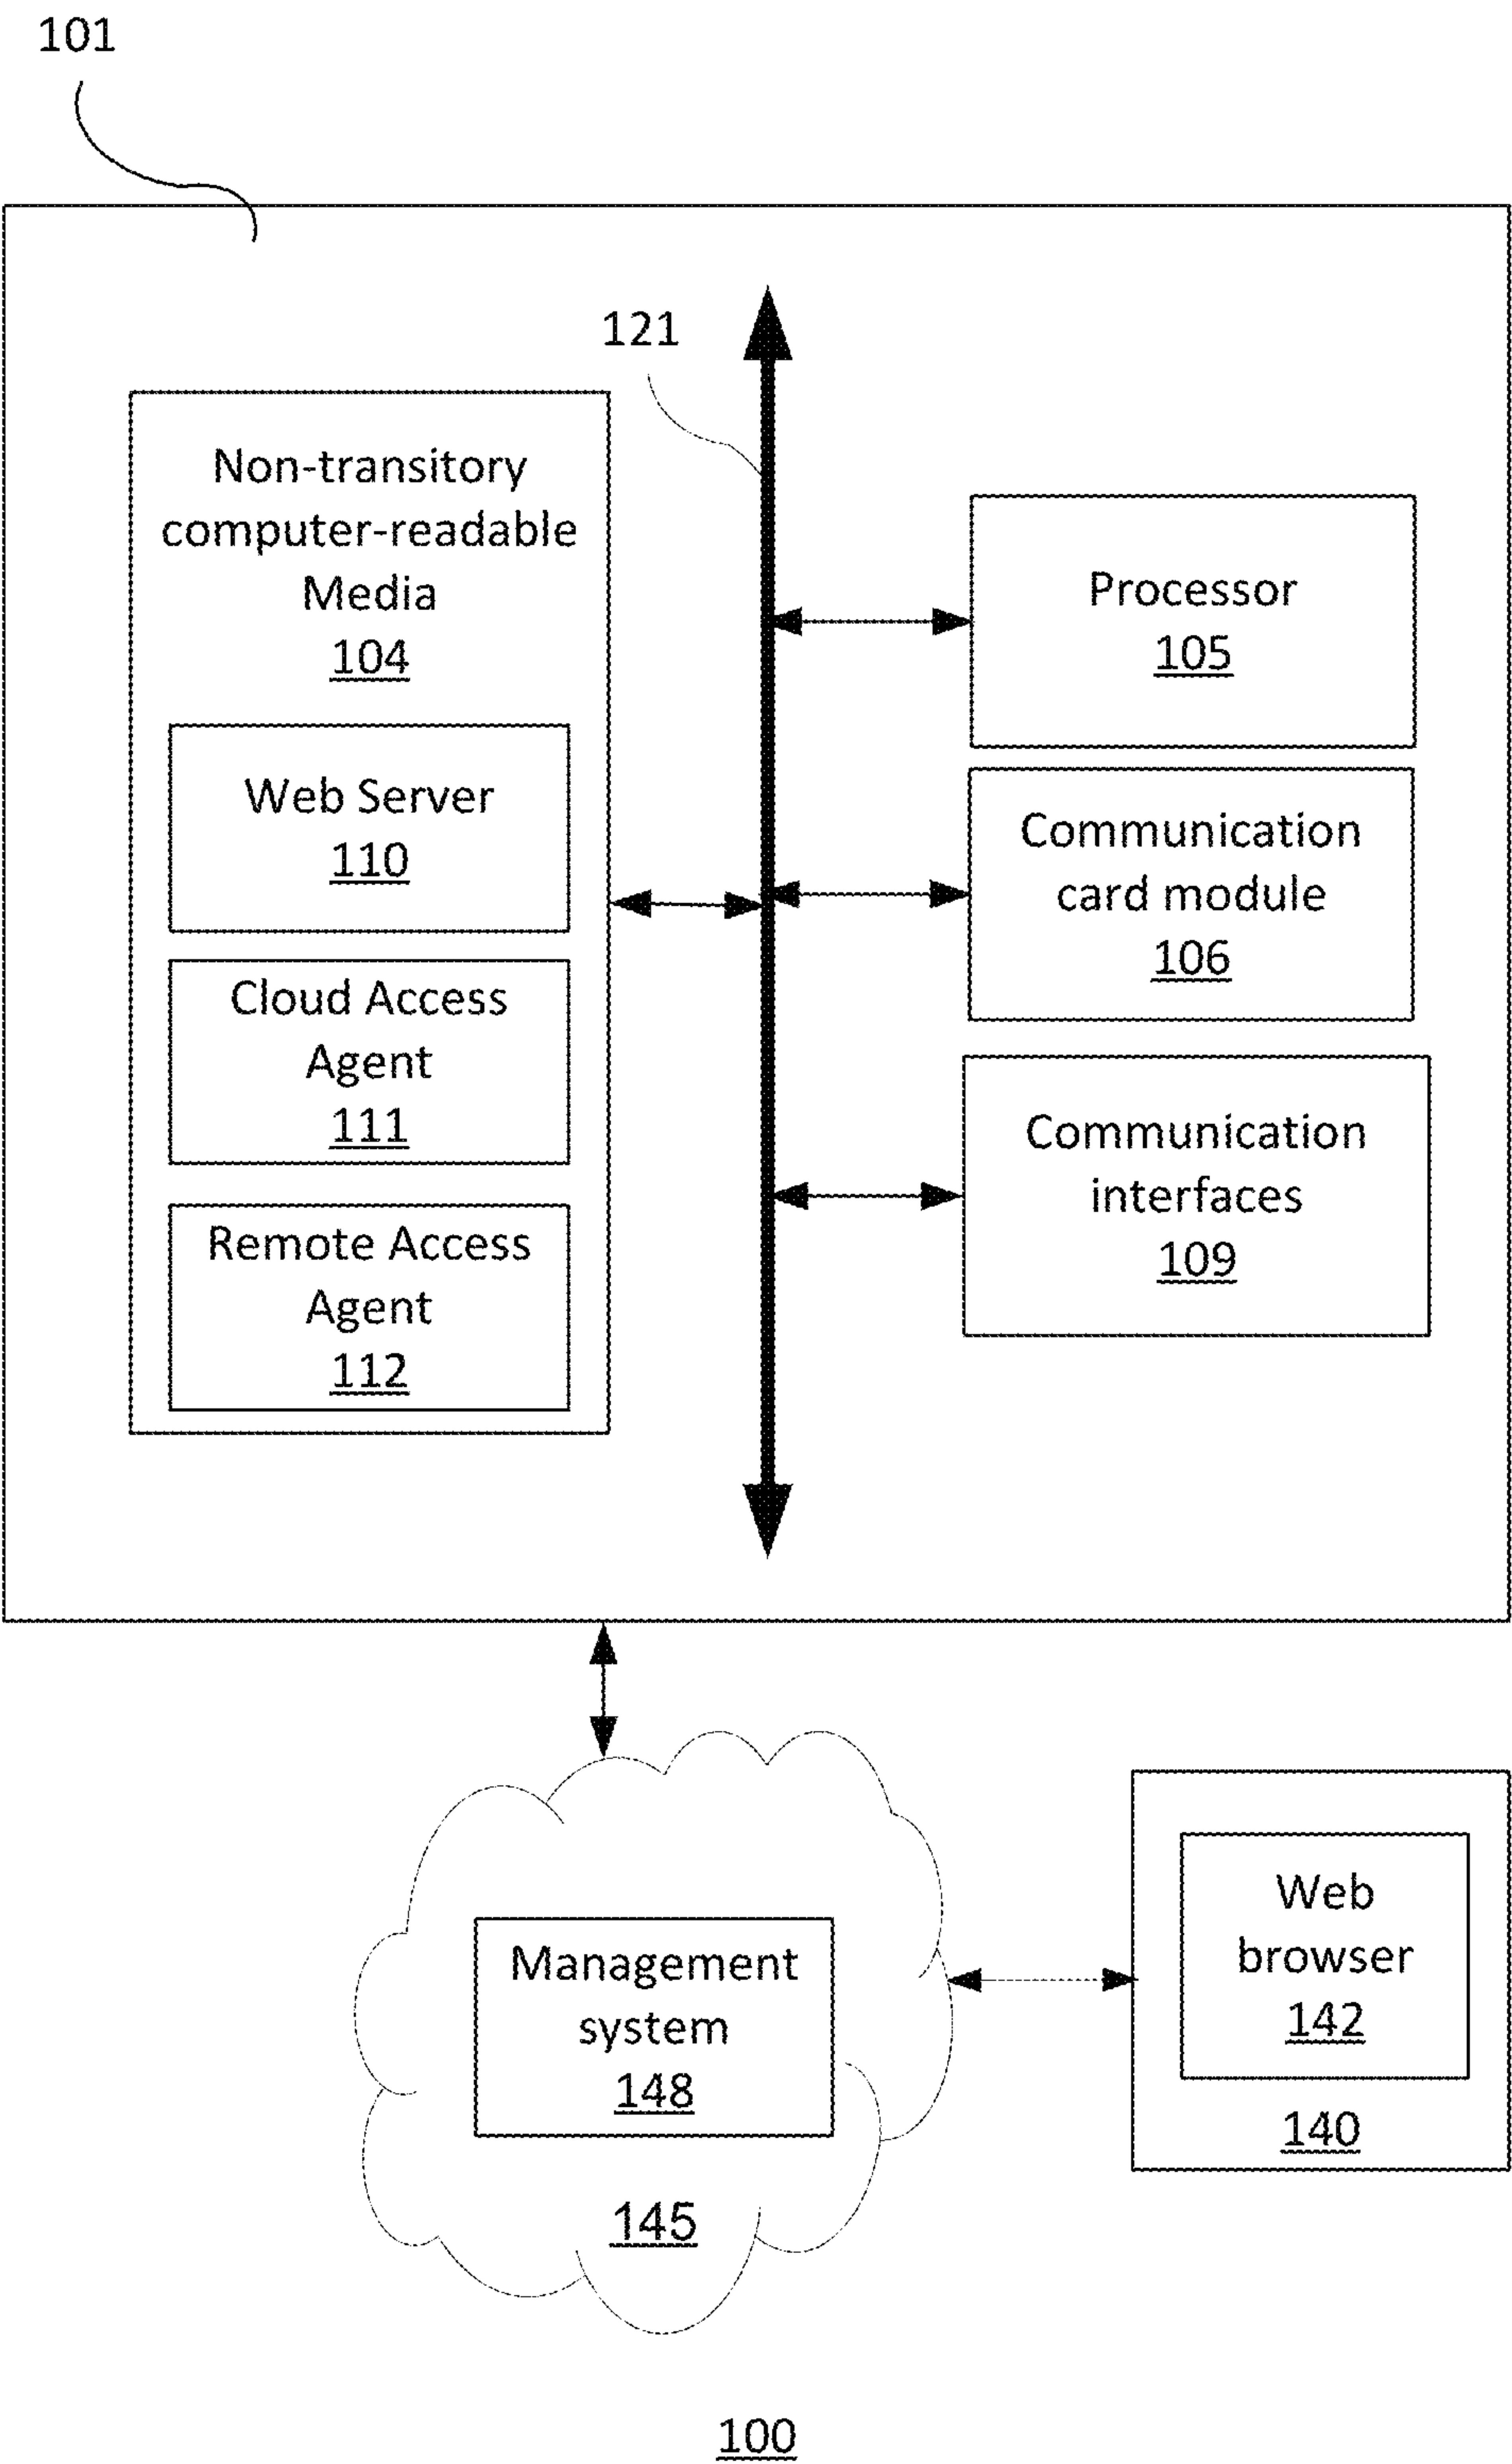 101
121
Non-transitory
computer-readable
Media
104
Web Server
110
Cloud Access
Agent
111
Remote Access
Agent
112
Processor
105
Communication
card module
106
Communication
interfaces
109
Management
system
148
145
Web
browser
142
140
100